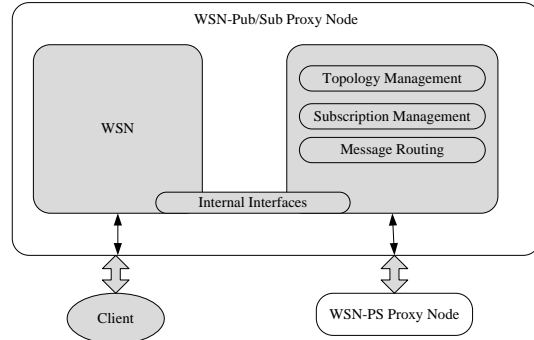 WSN-Pub/Sub Proxy Node
WSN
Topology Management
Subscription Management
Message Routing
Internal Interfaces
Client
WSN-PS Proxy Node